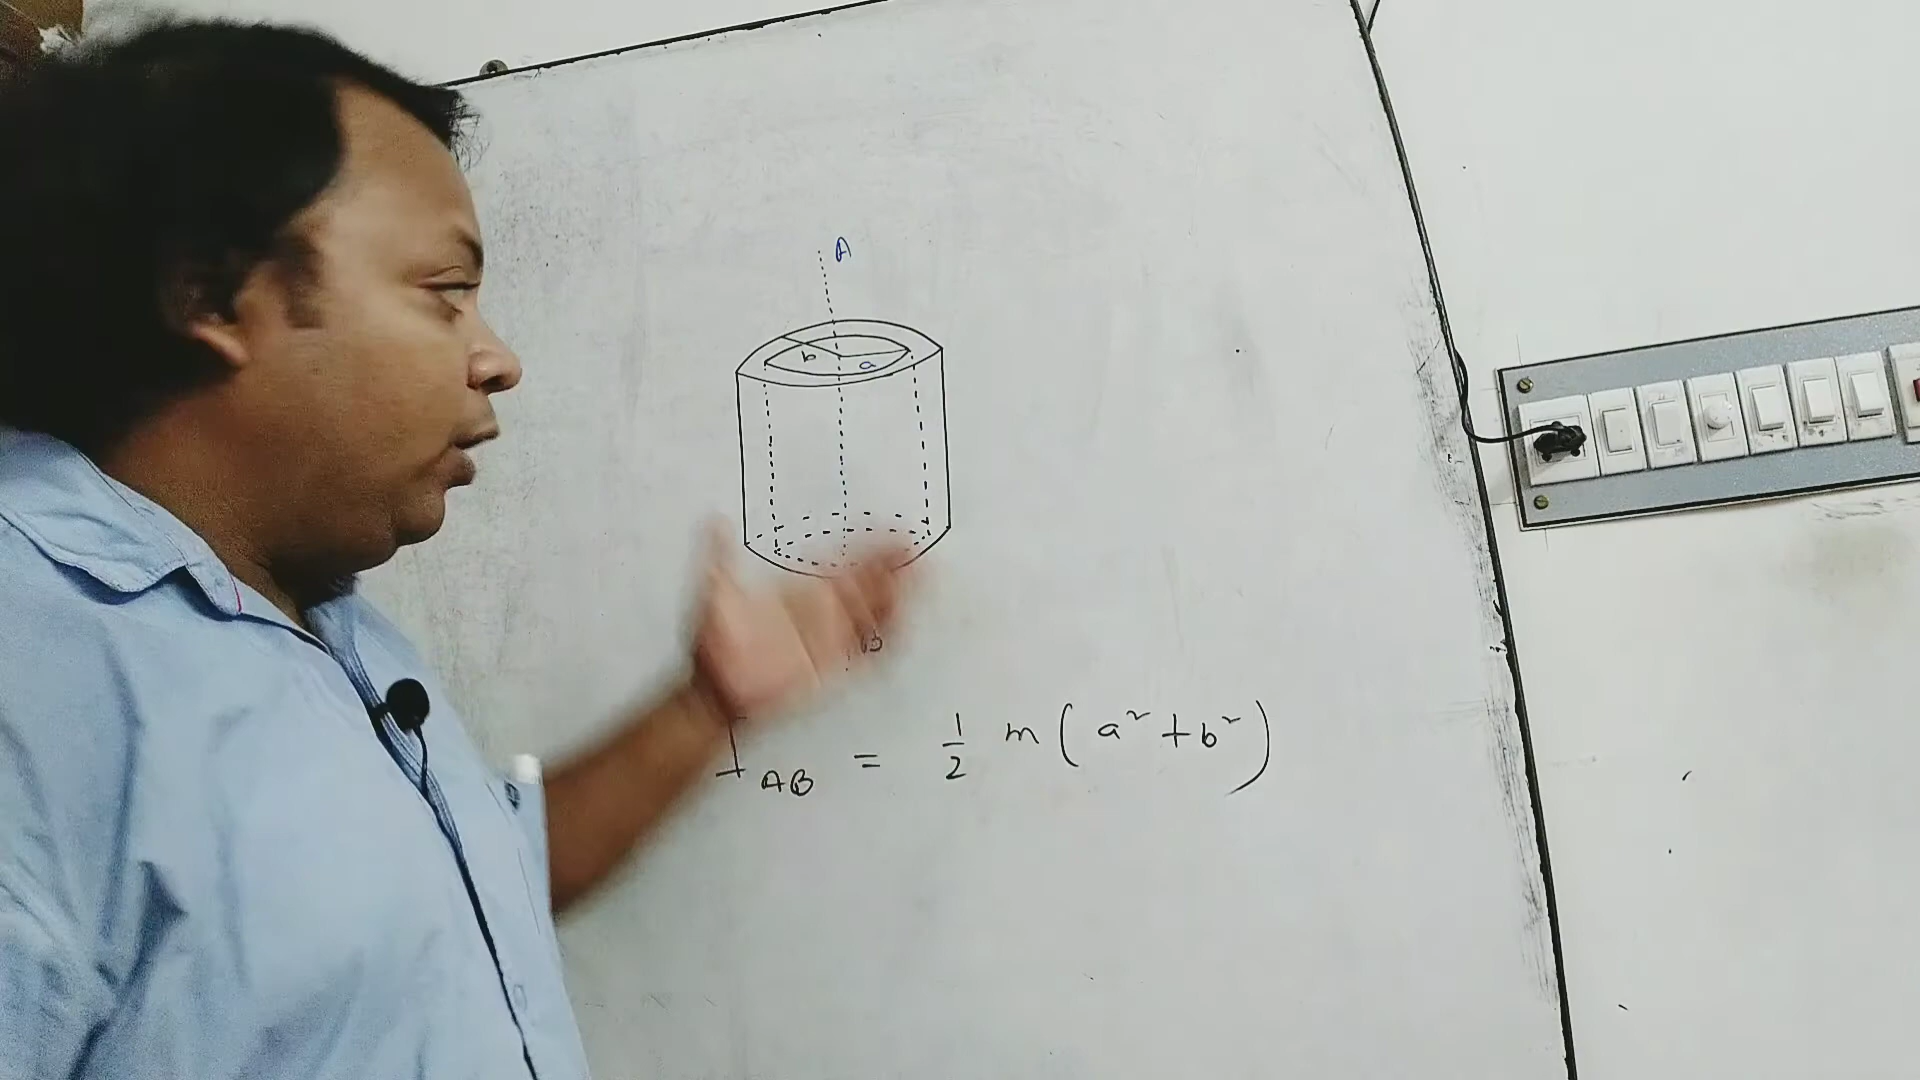 A
b
a
B
I_AB = 1/2 m(a² + b²)